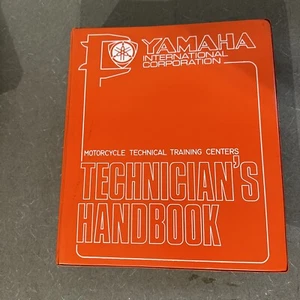 YAMAHA
INTERNATIONAL
CORPORATION
MOTORCYCLE TECHNICAL TRAINING CENTERS
TECHNICIAN'S
HANDBOOK